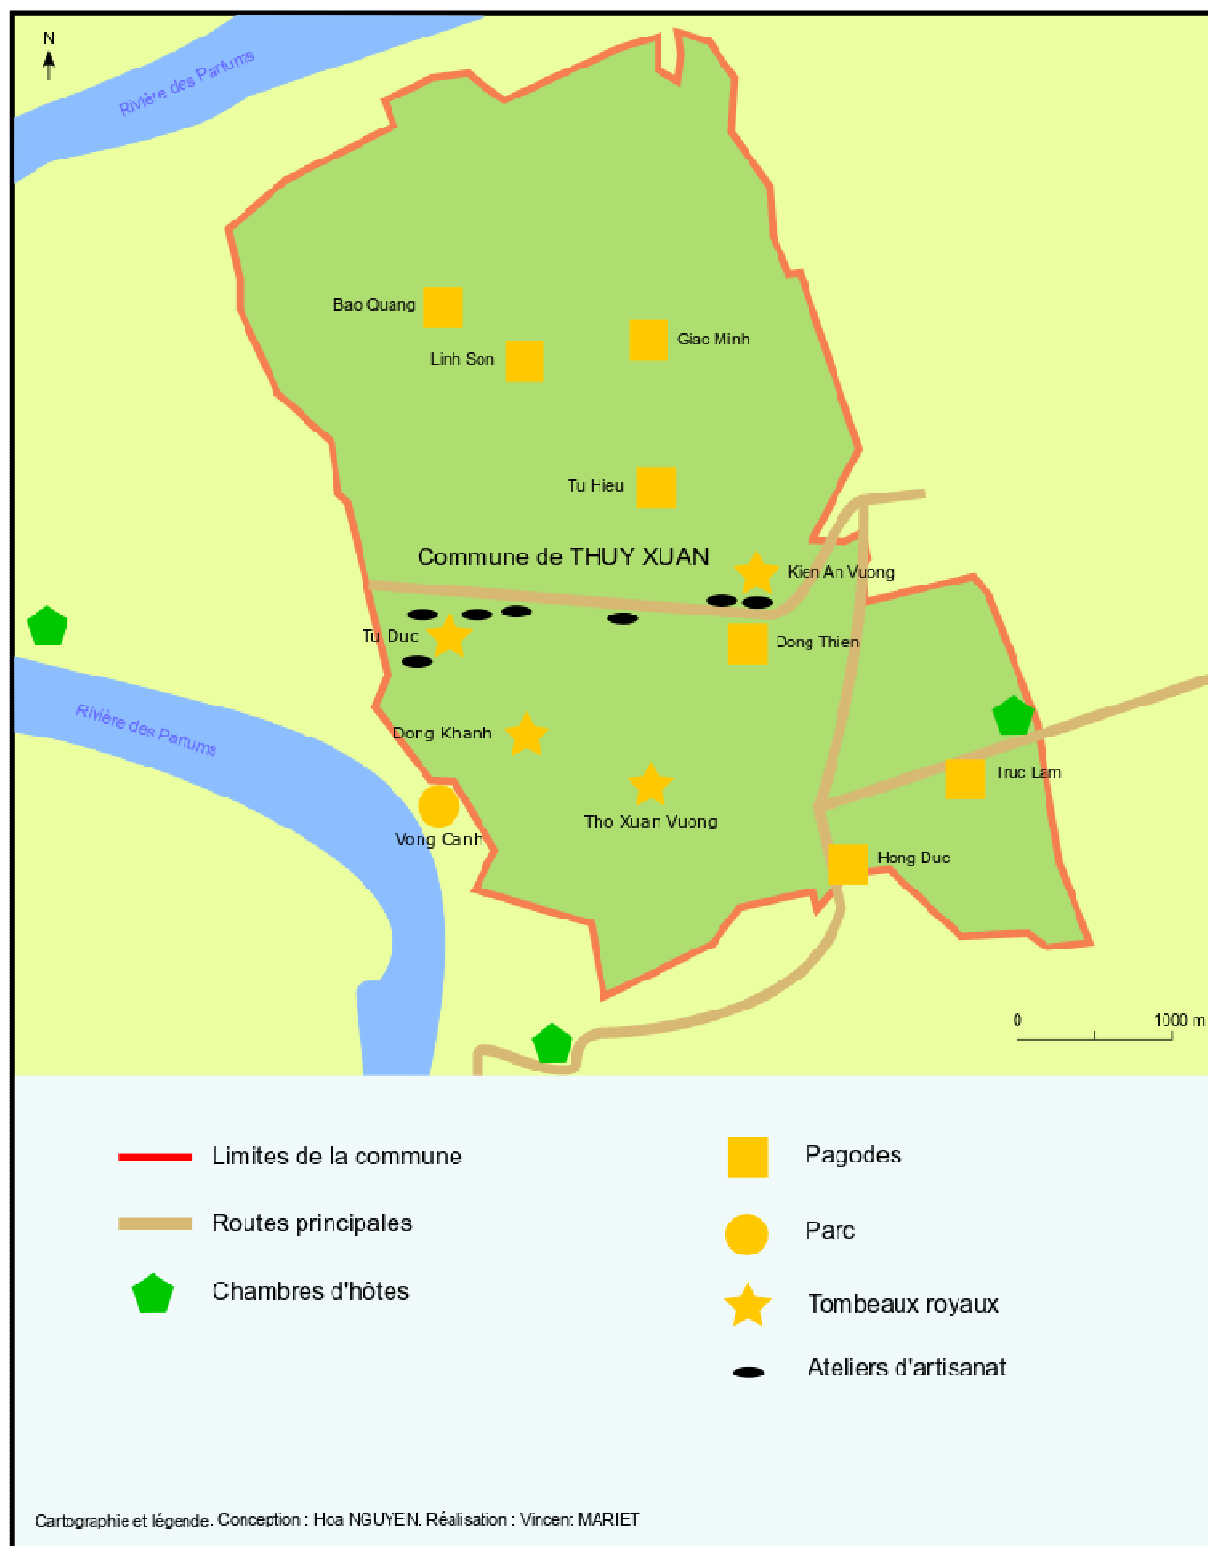 N
Rivière des Parfums
Bao Quang
Giac Minh
Linh Son
Tu Hieu
Commune de THUY XUAN
Kien An Vuong
Tu Duc
Dong Thien
Rivière des Parfums
Dong Khanh
Truc Lam
Tho Xuan Vuong
Vong Canh
Hong Duc
0 1000 m
Limites de la commune
Pagodes
Routes principales
Parc
Chambres d'hôtes
Tombeaux royaux
Ateliers d'artisanat
Cartographie et légende. Conception : Hoa NGUYEN. Réalisation : Vincent MARIET